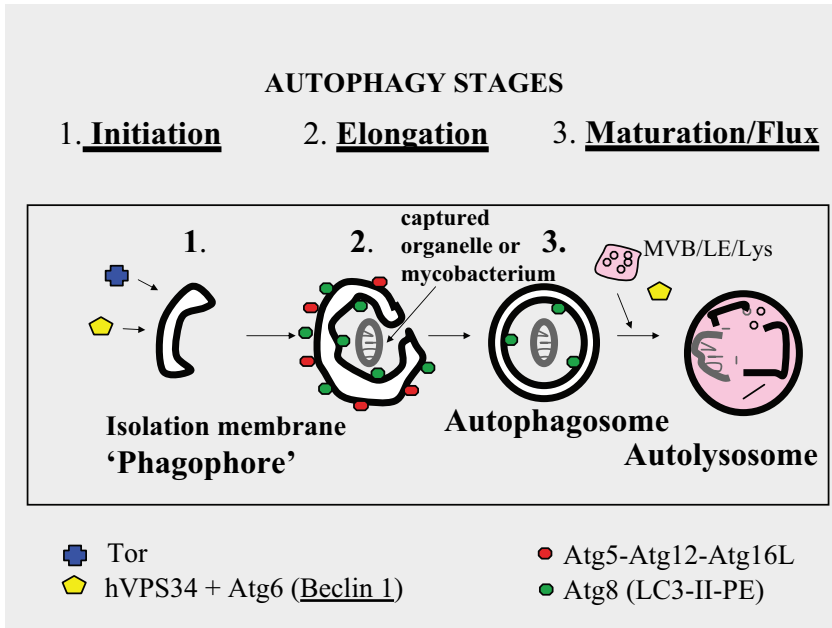 AUTOPHAGY STAGES
1. Initiation
2. Elongation
3. Maturation/Flux
1.
2.
captured
organelle or
mycobacterium
3.
MVB/LE/Lys
Isolation membrane
‘Phagophore’
Autophagosome
Autolysosome
Tor
hVPS34 + Atg6 (Beclin 1)
Atg5-Atg12-Atg16L
Atg8 (LC3-II-PE)